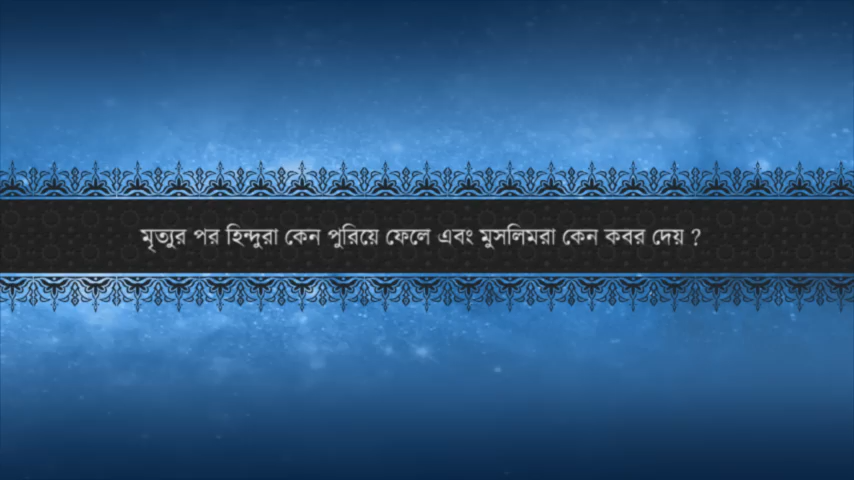 মৃত্যুর পর হিন্দুরা কেন পুরিয়ে ফেলে এবং মুসলিমরা কেন কবর দেয় ?